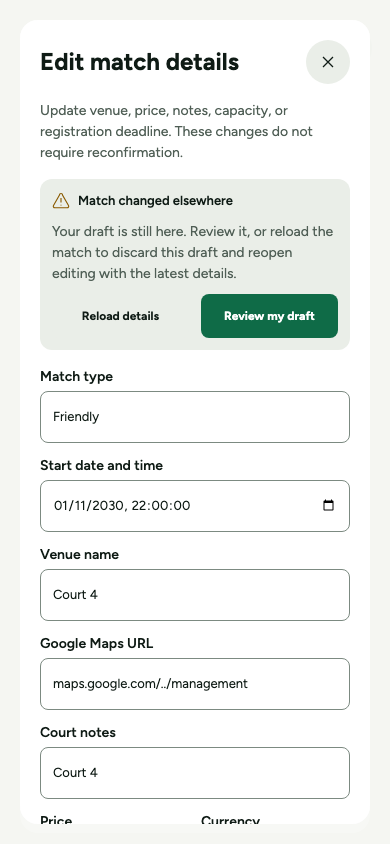 Edit match details
Update venue, price, notes, capacity, or
registration deadline. These changes do not
require reconfirmation.
Match changed elsewhere
Your draft is still here. Review it, or reload the
match to discard this draft and reopen
editing with the latest details.
Reload details
Review my draft
Match type
Friendly
Start date and time
01/11/2030, 22:00:00
Venue name
Court 4
Google Maps URL
maps.google.com/../management
Court notes
Court 4
Price
Currency